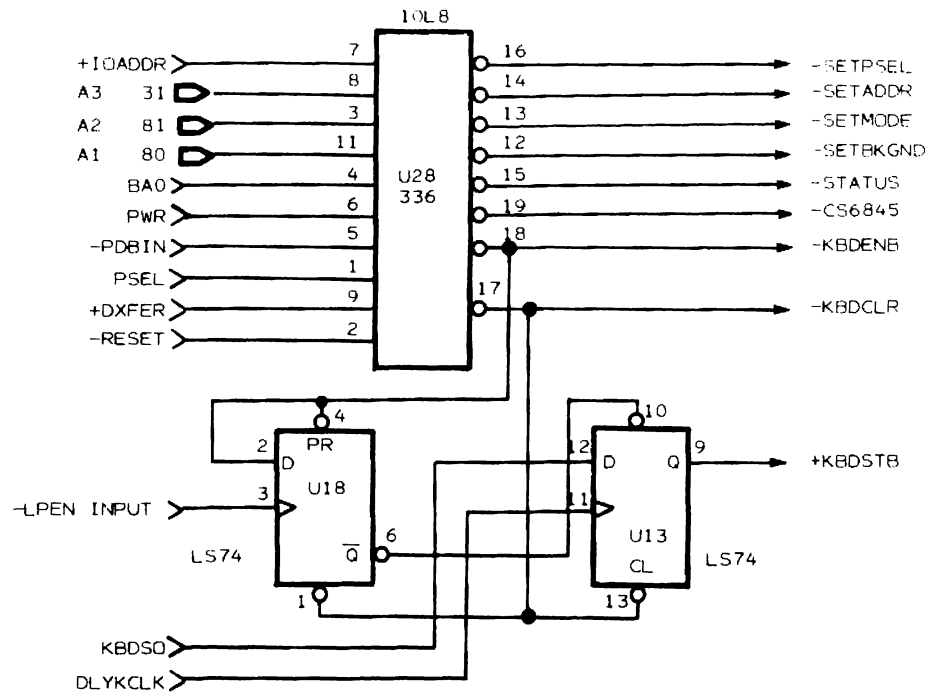 10L8
+IOADDR 7 16 -SETPSEL
A3 31 8 14 -SETADDR
A2 81 3 13 -SETMODE
A1 80 11 12 -SETBKGND
U28
336
BA0 4 15 -STATUS
PWR 6 19 -CS6845
-PDBIN 5 18 -KBDENB
PSEL 1
+DXFER 9 17 -KBDCLR
-RESET 2
4 10
PR
2 D 12 D Q 9 +KBDSTB
U18
-LPEN INPUT 3 11
6 U13
LS74 Q CL LS74
1 13
KBDSO
DLYKCLK